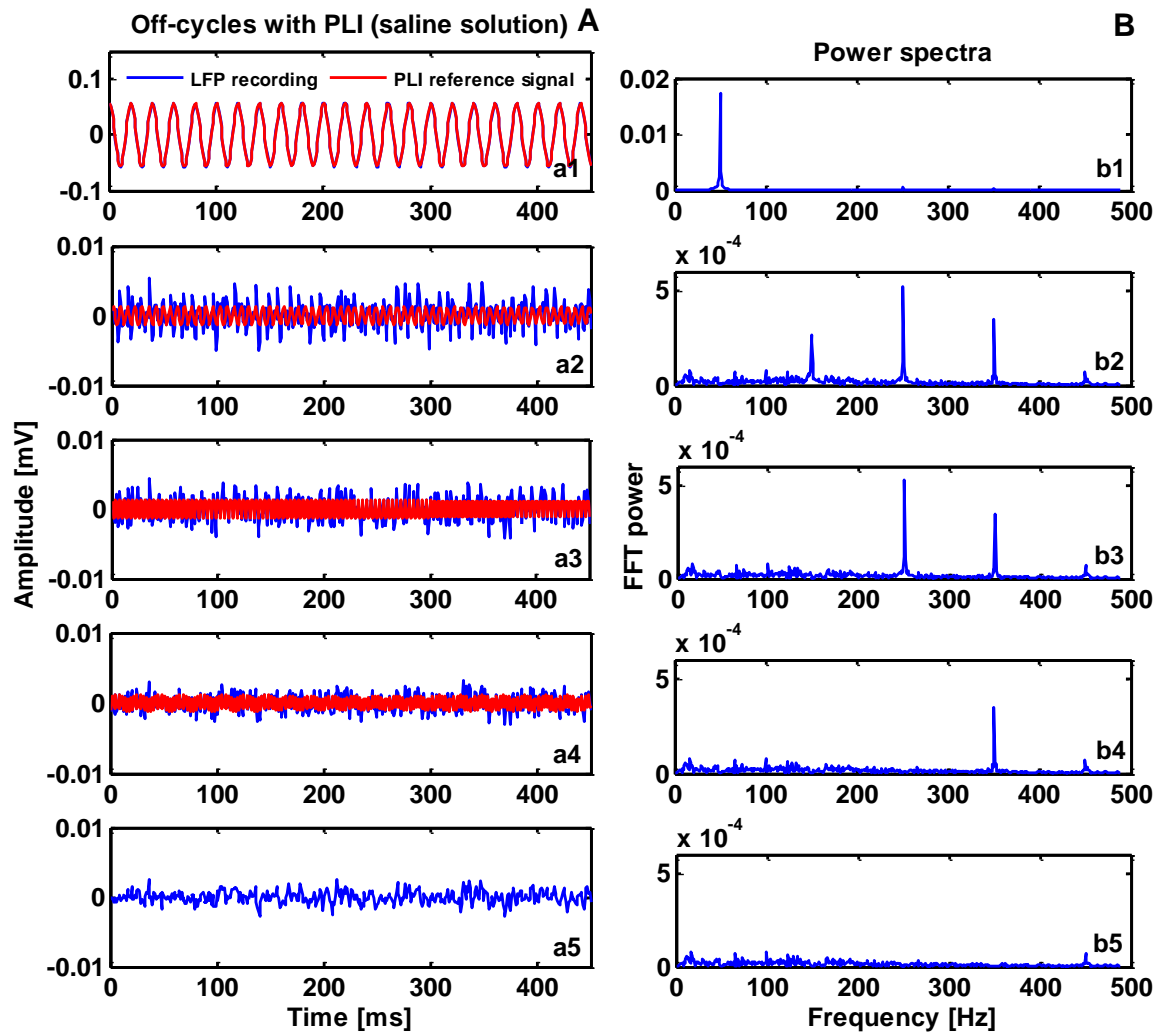 Off-cycles with PLI (saline solution) A
LFP recording PLI reference signal
0.1
0
-0.1
a1
0 100 200 300 400
0.01
0
-0.01
a2
0 100 200 300 400
0.01
0
-0.01
a3
0 100 200 300 400
0.01
0
-0.01
a4
0 100 200 300 400
0.01
0
-0.01
a5
0 100 200 300 400
Amplitude [mV]
Time [ms]
B
Power spectra
0.02
0.01
0
b1
0 100 200 300 400 500
x 10^-4
5
0
b2
0 100 200 300 400 500
x 10^-4
5
0
b3
0 100 200 300 400 500
x 10^-4
5
0
b4
0 100 200 300 400 500
x 10^-4
5
0
b5
0 100 200 300 400 500
FFT power
Frequency [Hz]